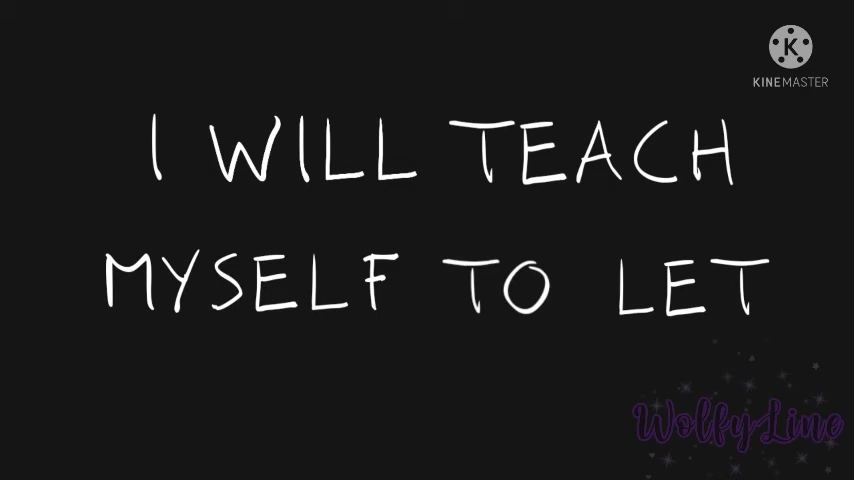 K
KINEMASTER
I WILL TEACH
MYSELF TO LET
WolfyLine